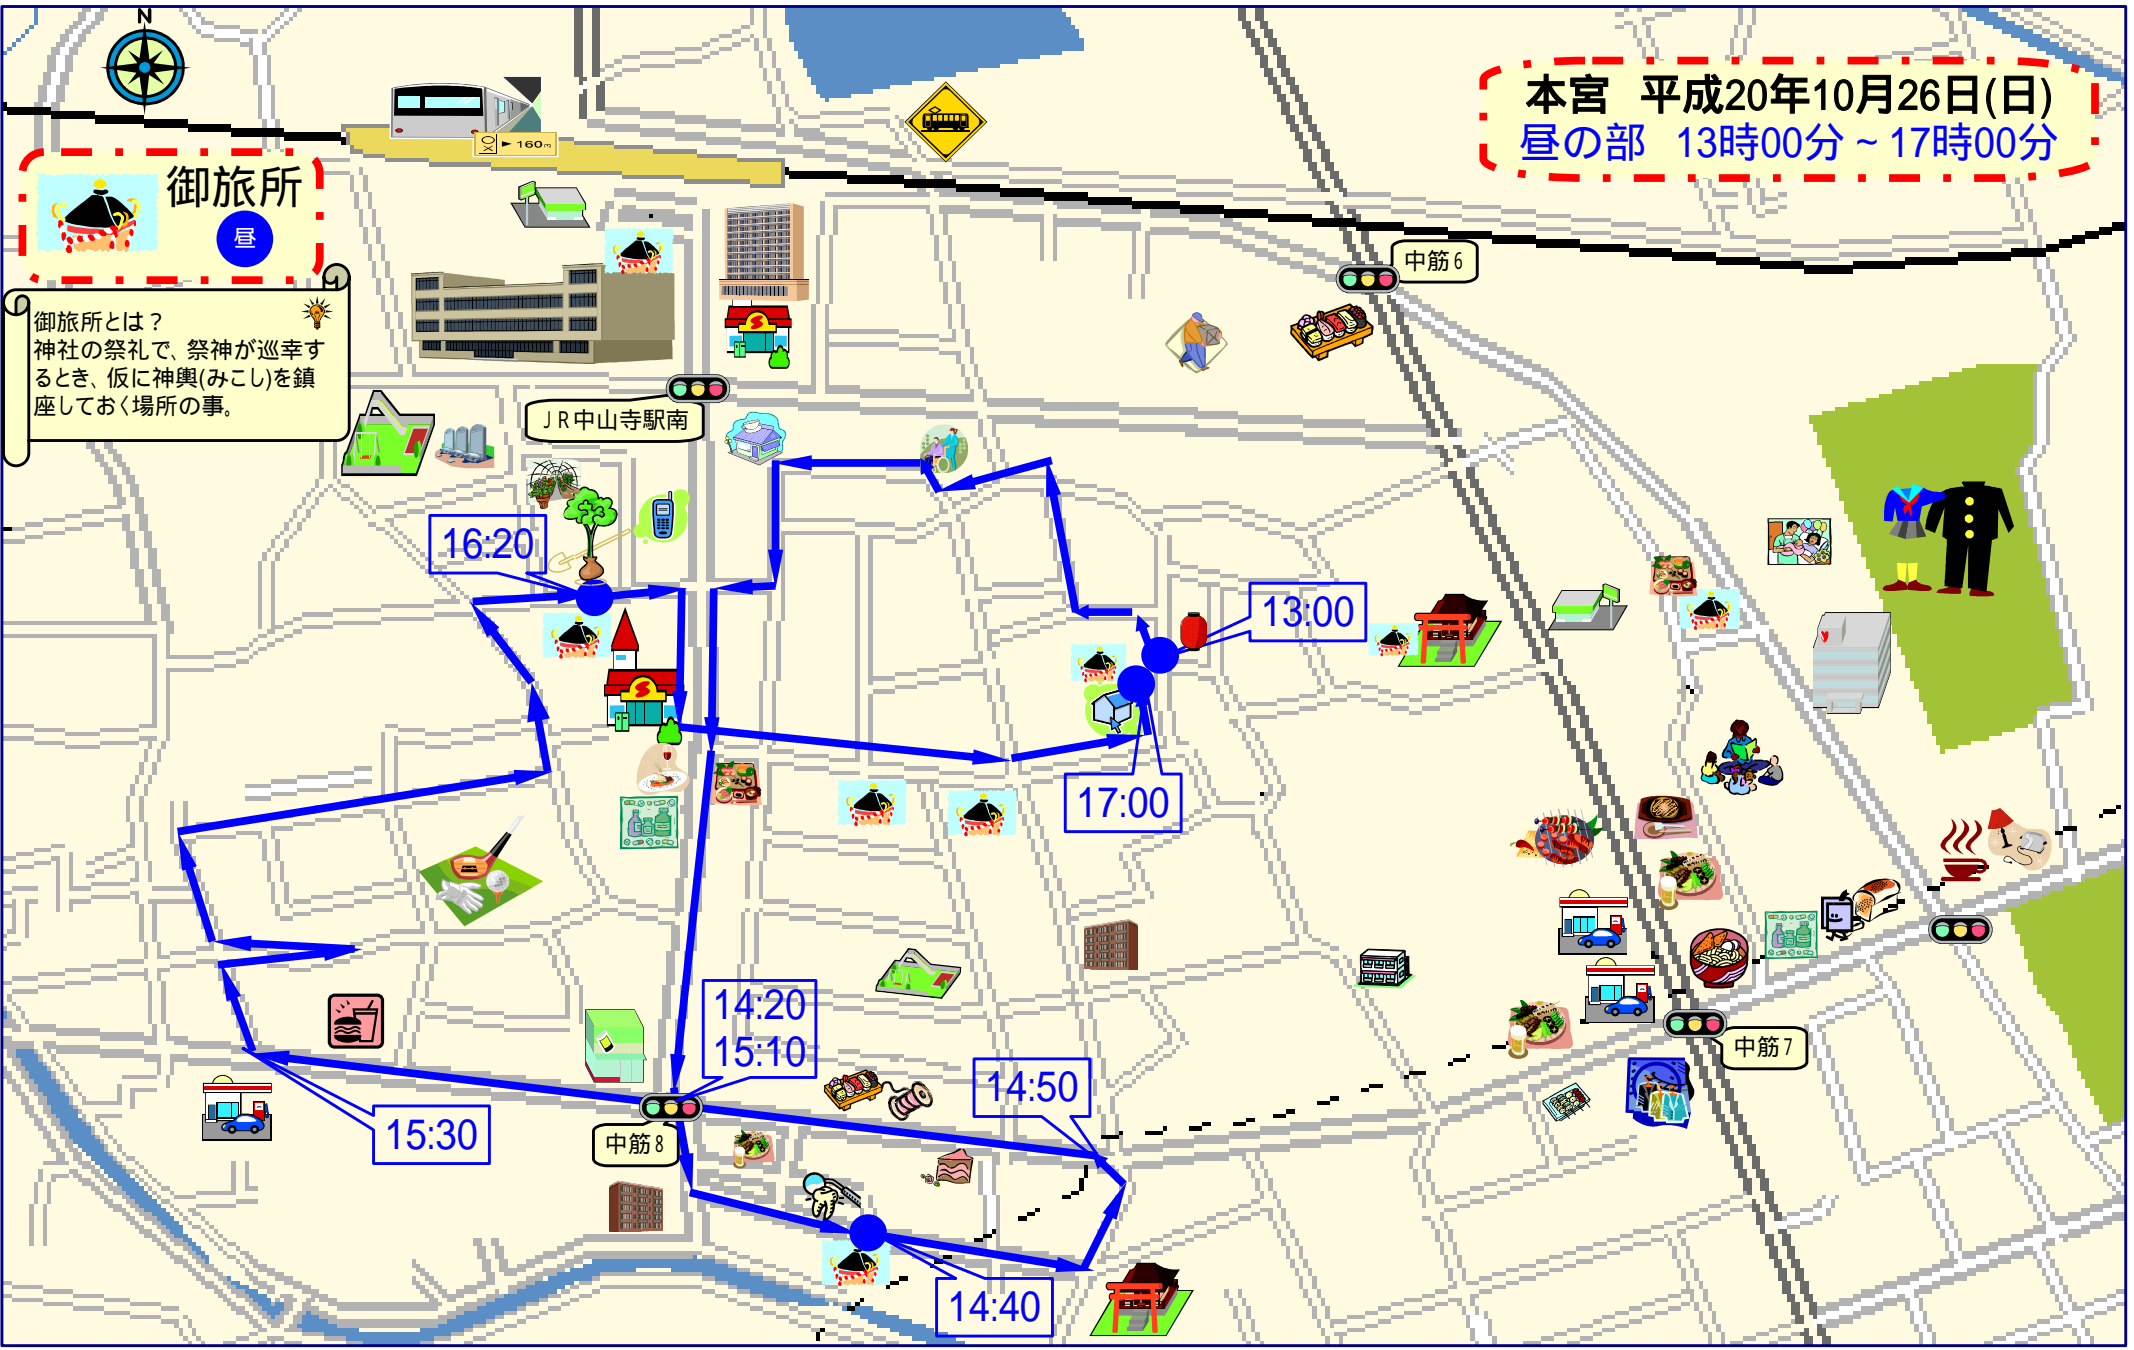 N
本宮 平成20年10月26日(日)
昼の部 13時00分~17時00分
160
御旅所
昼
御旅所とは?
神社の祭礼で、祭神が巡幸す
るとき、仮に神輿(みこし)を鎮
座しておく場所の事。
中筋6
JR中山寺駅南
16:20
13:00
17:00
14:20
15:10
14:50
15:30
中筋8
中筋7
14:40